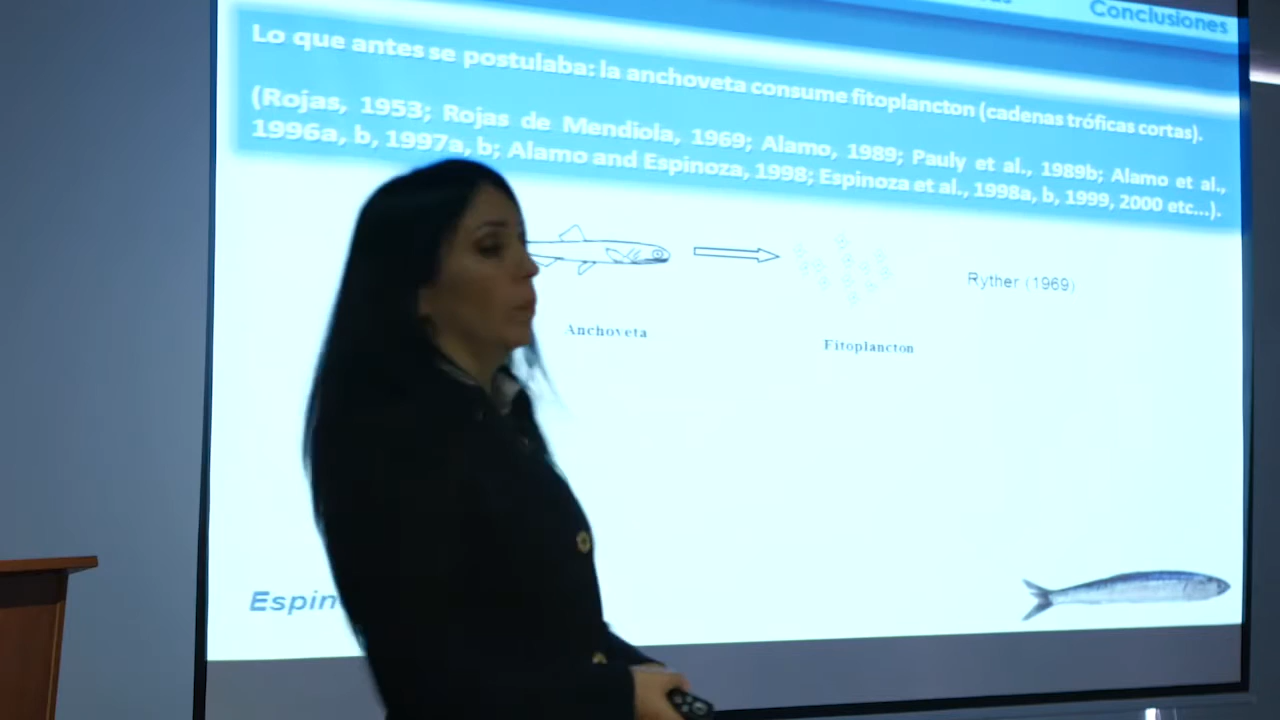 Conclusiones
Lo que antes se postulaba: la anchoveta consume fitoplancton (cadenas tróficas cortas).
(Rojas, 1953; Rojas de Mendiola, 1969; Alamo, 1989; Pauly et al., 1989b; Alamo et al.,
1996a, b, 1997a, b; Alamo and Espinoza, 1998; Espinoza et al., 1998a, b, 1999, 2000 etc...).
Ryther (1969)
Anchoveta
Fitoplancton
Espin